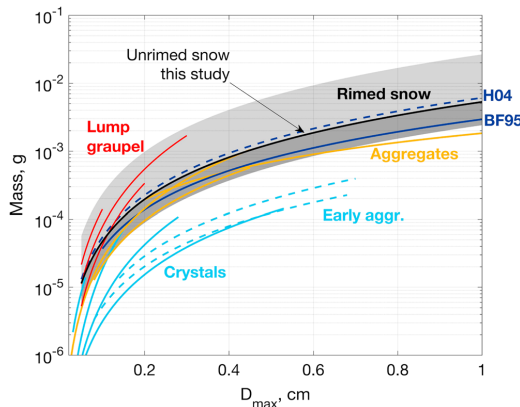 10⁻¹
10⁻²
10⁻³
10⁻⁴
10⁻⁵
10⁻⁶
Mass, g
Unrimed snow
this study
Rimed snow
H04
BF95
Lump
graupel
Aggregates
Early aggr.
Crystals
0.2
0.4
0.6
0.8
1
D_max, cm